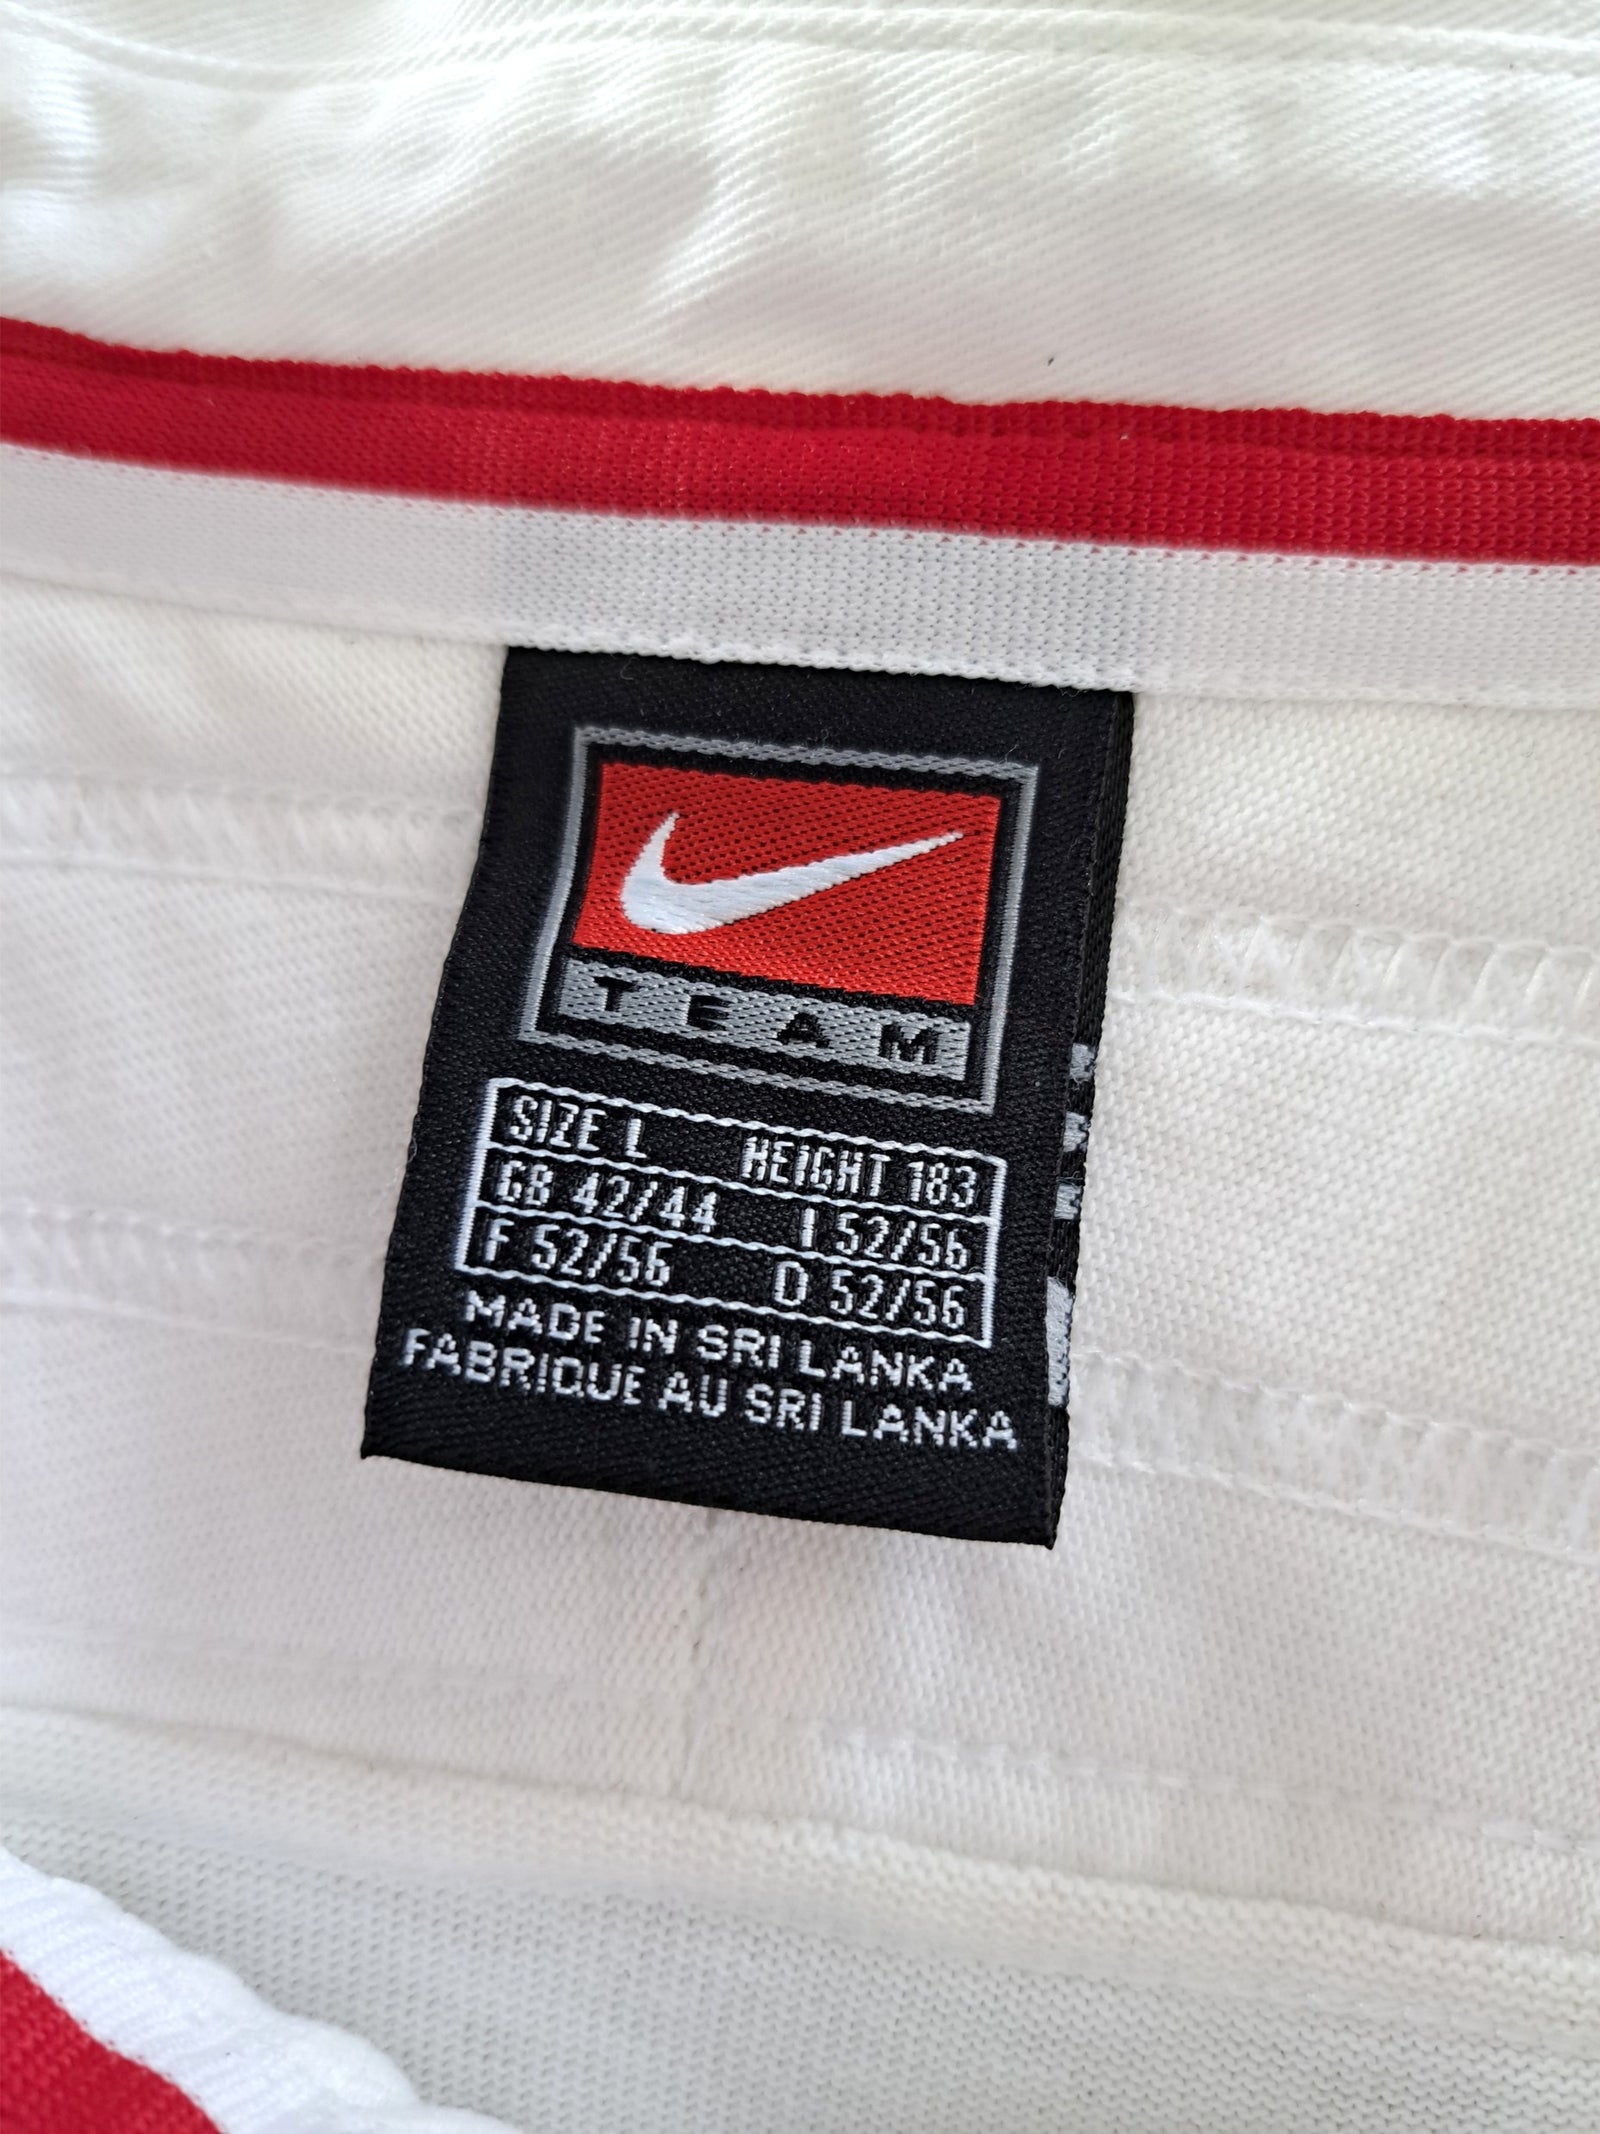 TEAM
SIZE L HEIGHT 183
GB 42/44 I 52/56
F 52/56 D 52/56
MADE IN SRI LANKA
FABRIQUE AU SRI LANKA